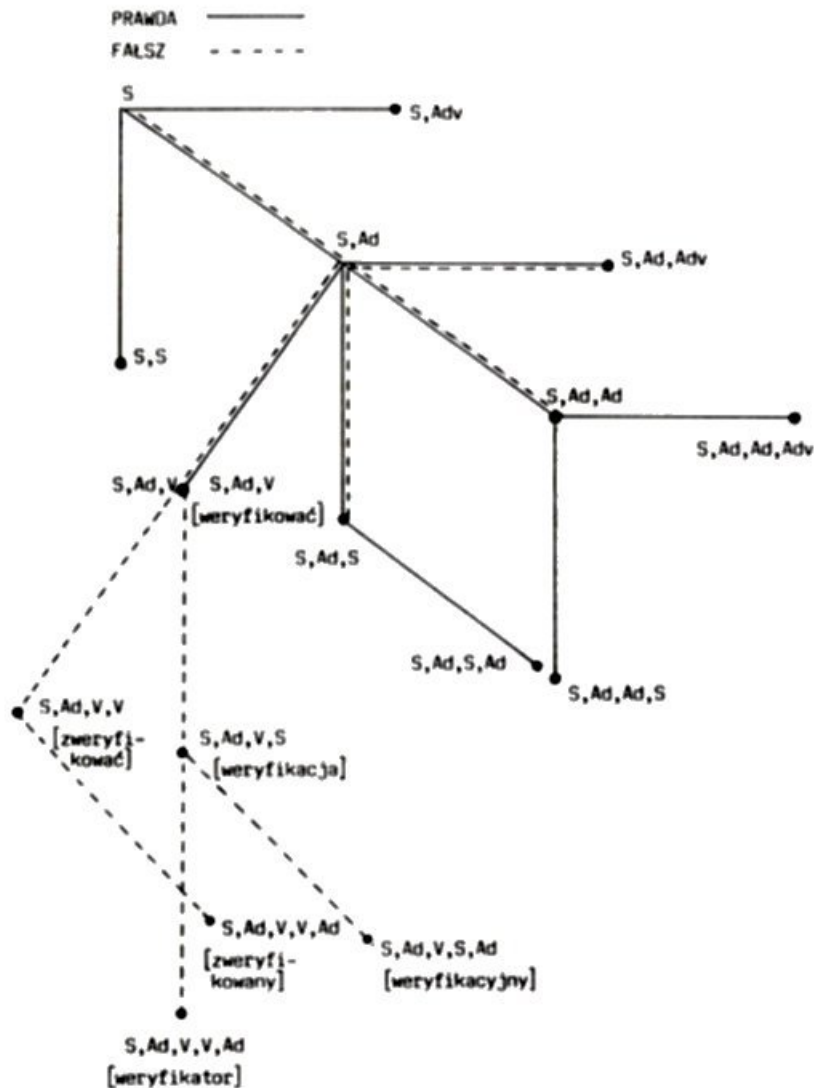 PRAWDA
FAŁSZ
S
S,Adv
S,Ad
S,Ad,Adv
S,S
S,Ad,Ad
S,Ad,Ad,Adv
S,Ad,V
S,Ad,V
[weryfikować]
S,Ad,S
S,Ad,S,Ad
S,Ad,Ad,S
S,Ad,V,V
[zweryfi-
kować]
S,Ad,V,S
[weryfikacja]
S,Ad,V,V,Ad
[zweryfi-
kowany]
S,Ad,V,S,Ad
[weryfikacyjny]
S,Ad,V,V,Ad
[weryfikator]